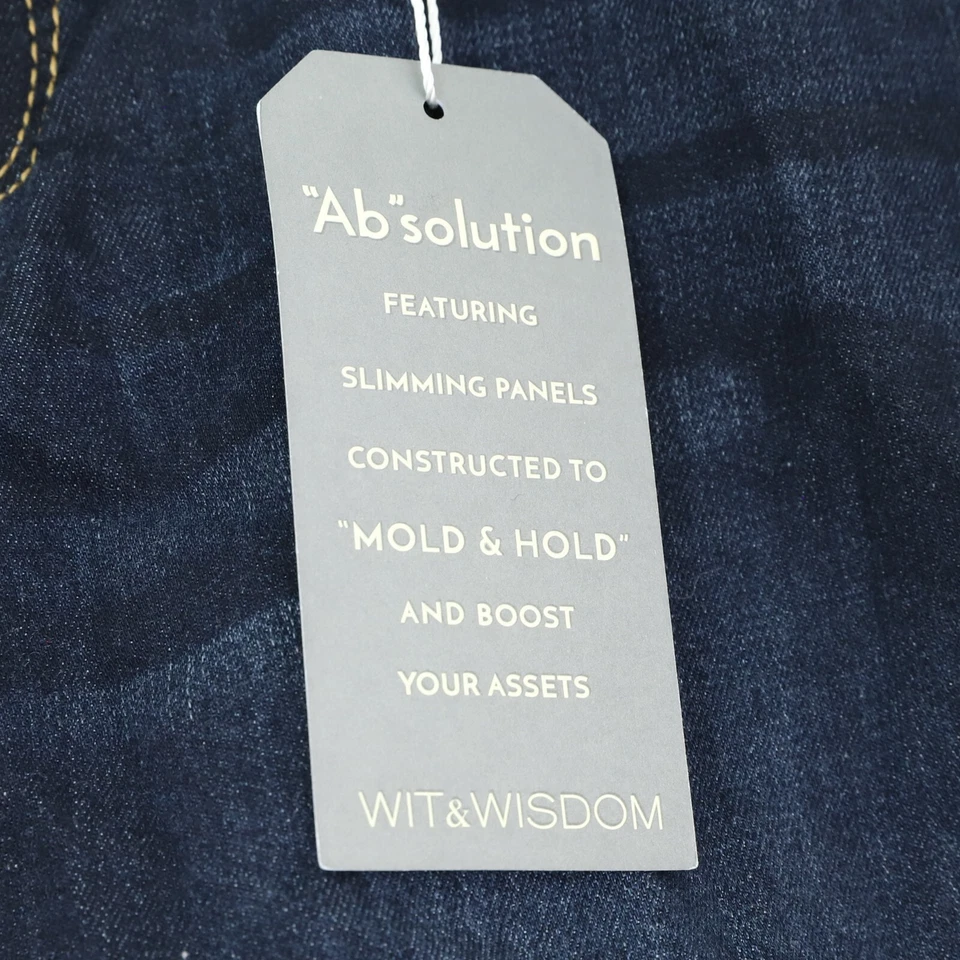 “Ab”solution
FEATURING
SLIMMING PANELS
CONSTRUCTED TO
“MOLD & HOLD”
AND BOOST
YOUR ASSETS
WIT&WISDOM